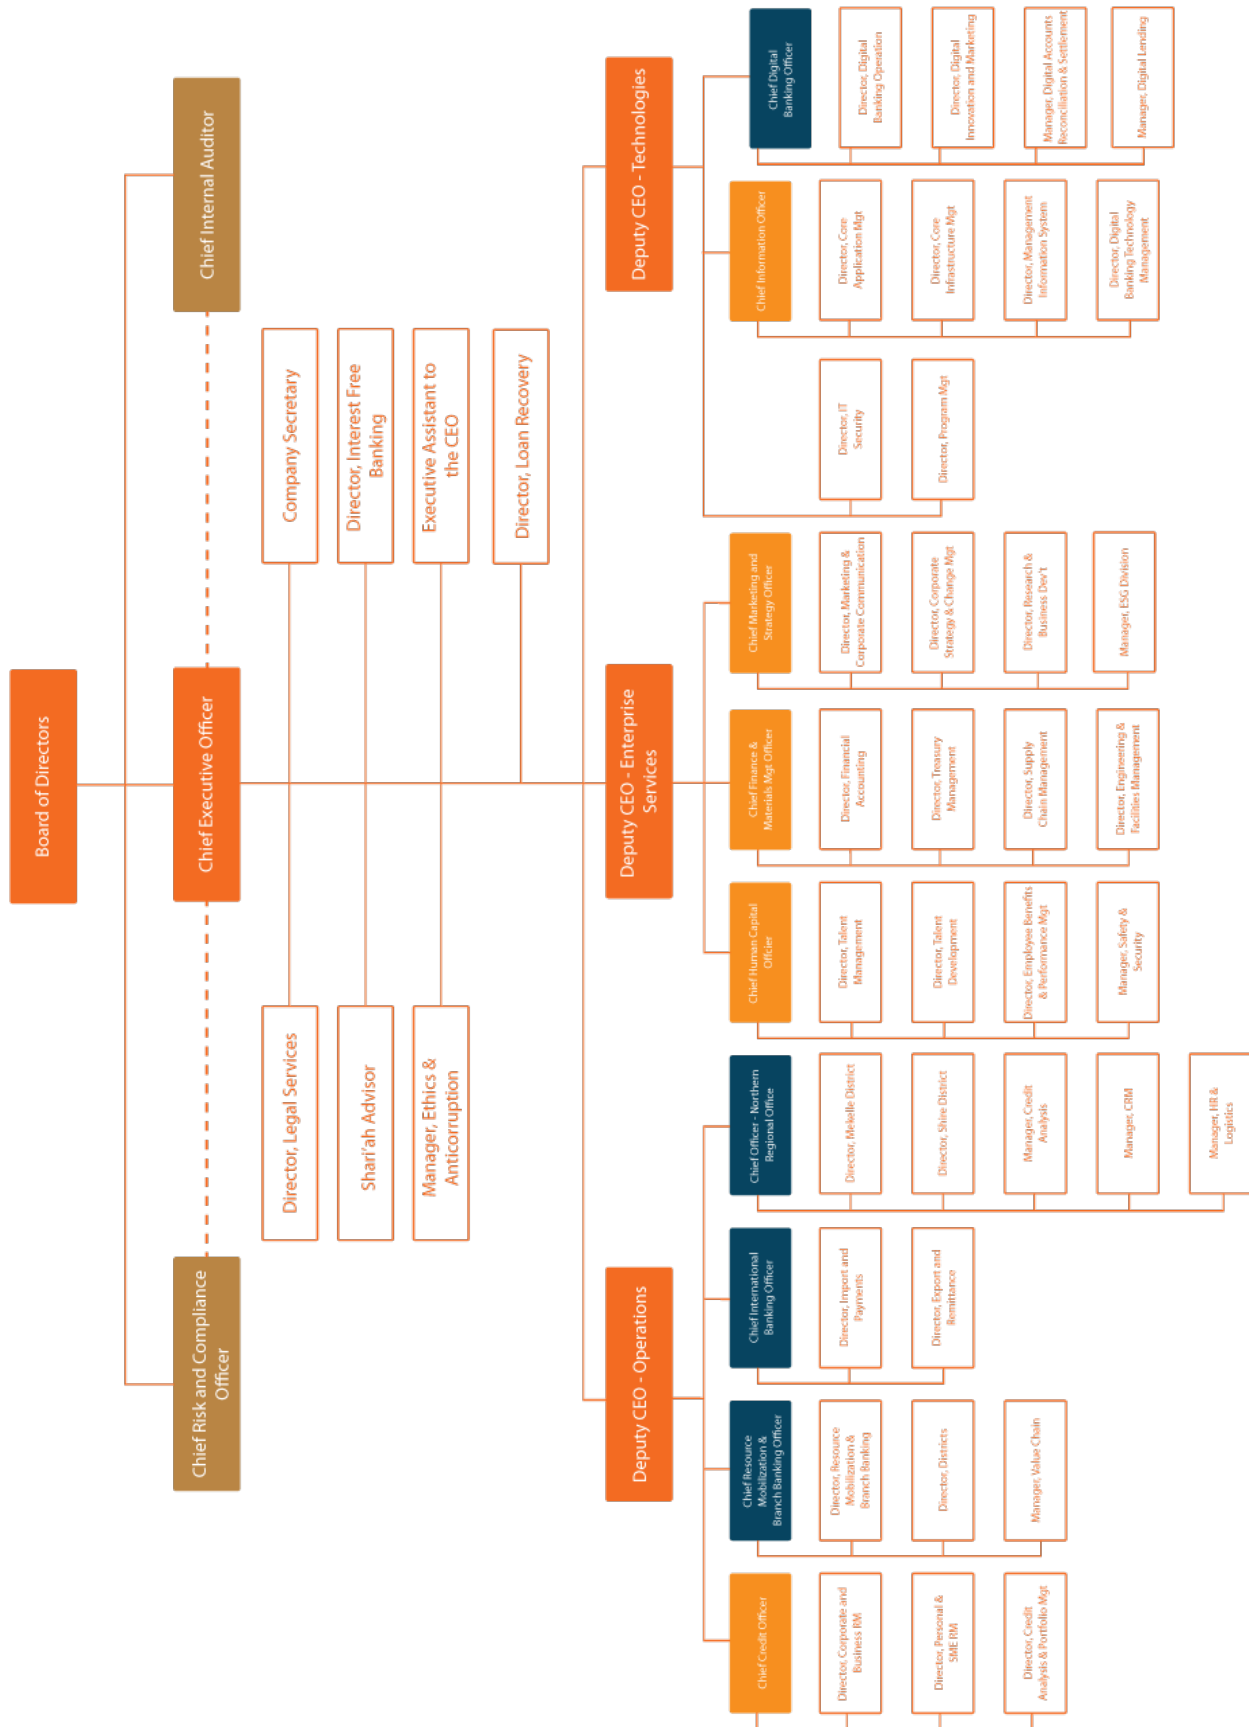 Board of Directors
Chief Risk and Compliance
Officer
Chief Executive Officer
Chief Internal Auditor
Director, Legal Services
Company Secretary
Shari'ah Advisor
Director, Interest Free
Banking
Manager, Ethics &
Anticorruption
Executive Assistant to
the CEO
Director, Loan Recovery
Deputy CEO - Operations
Deputy CEO - Enterprise
Services
Deputy CEO - Technologies
Chief Credit Officer
Director, Corporate and
Business RM
Director, Personal &
SME RM
Director, Credit
Analysis & Portfolio Mgt
Chief Resource
Mobilization &
Branch Banking Officer
Director, Resource
Mobilization &
Branch Banking
Director, Districts
Manager, Value Chain
Chief International
Banking Officer
Director, Import and
Payments
Director, Export and
Remittance
Chief Officer - Northern
Regional Office
Director, Mekelle District
Director, Shire District
Manager, Credit
Analysis
Manager, CRM
Manager, HR &
Logistics
Chief Human Capital
Offcier
Director, Talent
Management
Director, Talent
Development
Director, Employee Benefits
& Performance Mgt
Manager, Safety &
Security
Chief Finance &
Materials Mgt Officer
Director, Financial
Accounting
Director, Treasury
Management
Director, Supply
Chain Management
Director, Engineering &
Facilities Management
Chief Marketing and
Strategy Officer
Director, Marketing &
Corporate Communication
Director, Corporate
Strategy & Change Mgt
Director, Research &
Business Dev't
Manager, ESG Division
Director, IT
Security
Director, Program Mgt
Chief Information Officer
Director, Core
Application Mgt
Director, Core
Infrastructure Mgt
Director, Management
Information System
Director, Digital
Banking Technology
Management
Chief Digital
Banking Officer
Director, Digital
Banking Operation
Director, Digital
Innovation and Marketing
Manager, Digital Accounts
Reconciliation & Settlement
Manager, Digital Lending